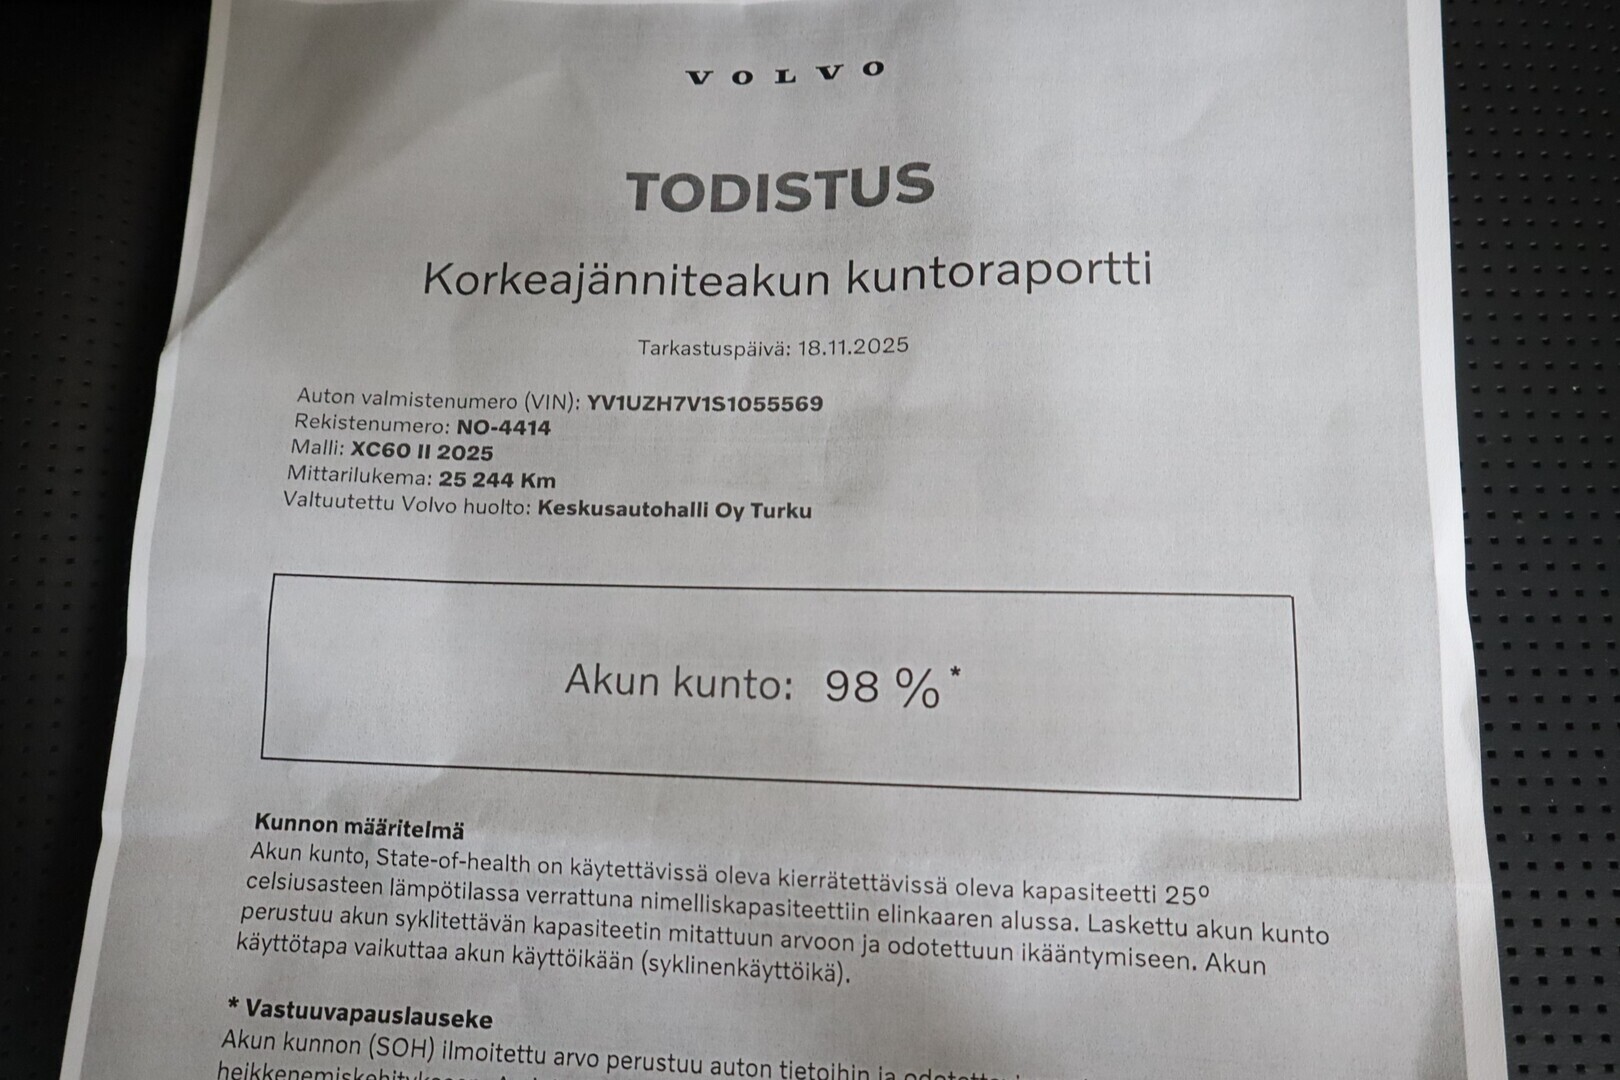 VOLVO
TODISTUS
Korkeajänniteakun kuntoraportti
Tarkastuspäivä: 18.11.2025
Auton valmistenumero (VIN): YV1UZH7V1S1055569
Rekistenumero: NO-4414
Malli: XC60 II 2025
Mittarilukema: 25 244 Km
Valtuutettu Volvo huolto: Keskusautohalli Oy Turku
Akun kunto: 98 %*
Kunnon määritelmä
Akun kunto, State-of-health on käytettävissä oleva kierrätettävissä oleva kapasiteetti 25º
celsiusasteen lämpötilassa verrattuna nimelliskapasiteettiin elinkaaren alussa. Laskettu akun kunto
perustuu akun syklitettävän kapasiteetin mitattuun arvoon ja odotettuun ikääntymiseen. Akun
käyttötapa vaikuttaa akun käyttöikään (syklinenkäyttöikä).
* Vastuuvapauslauseke
Akun kunnon (SOH) ilmoitettu arvo perustuu auton tietoihin ja